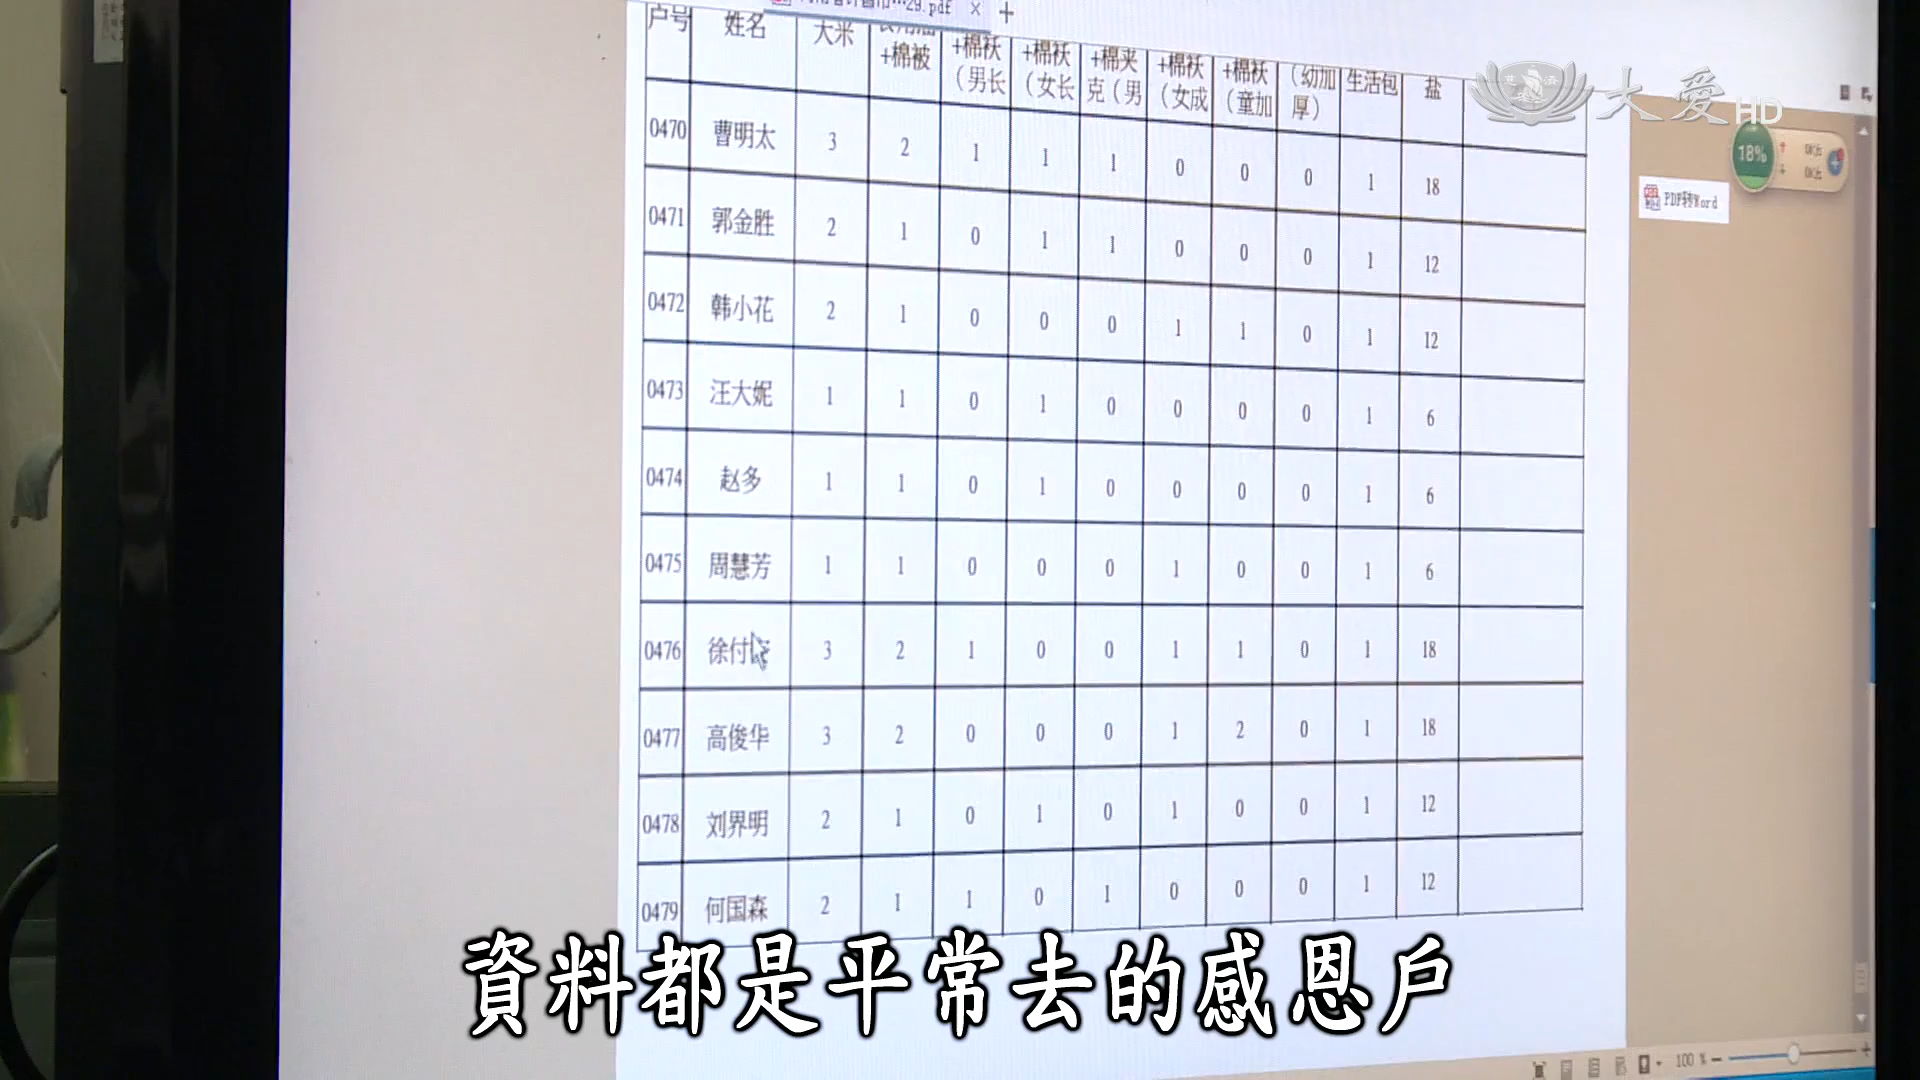 29.pdf × +
户号 姓名 大米 +棉被 +棉袄（男长 +棉袄（女长 +棉夹克（男 +棉袄（女成 +棉袄（童加 （幼加厚） 生活包 盐
0470 曹明太 3 2 1 1 1 0 0 0 1 18
0471 郭金胜 2 1 0 1 1 0 0 0 1 12
0472 韩小花 2 1 0 0 0 1 1 0 1 12
0473 汪大妮 1 1 0 1 0 0 0 0 1 6
0474 赵多 1 1 0 1 0 0 0 0 1 6
0475 周慧芳 1 1 0 0 0 1 0 0 1 6
0476 徐付 3 2 1 0 0 1 1 0 1 18
0477 高俊华 3 2 0 0 0 1 2 0 1 18
0478 刘界明 2 1 0 1 0 1 0 0 1 12
0479 何国森 2 1 1 0 1 0 0 0 1 12
大愛HD
18%
PDF转Word
資料都是平常去的感恩戶
100 %